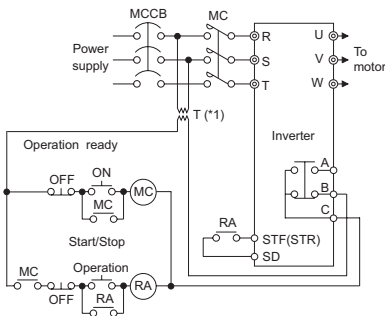 MCCB
MC
Power
supply
R
S
T
U
V
W
To
motor
T (*1)
Inverter
Operation ready
OFF
ON
MC
MC
A
B
C
Start/Stop
RA
STF(STR)
SD
MC
Operation
OFF
RA
RA